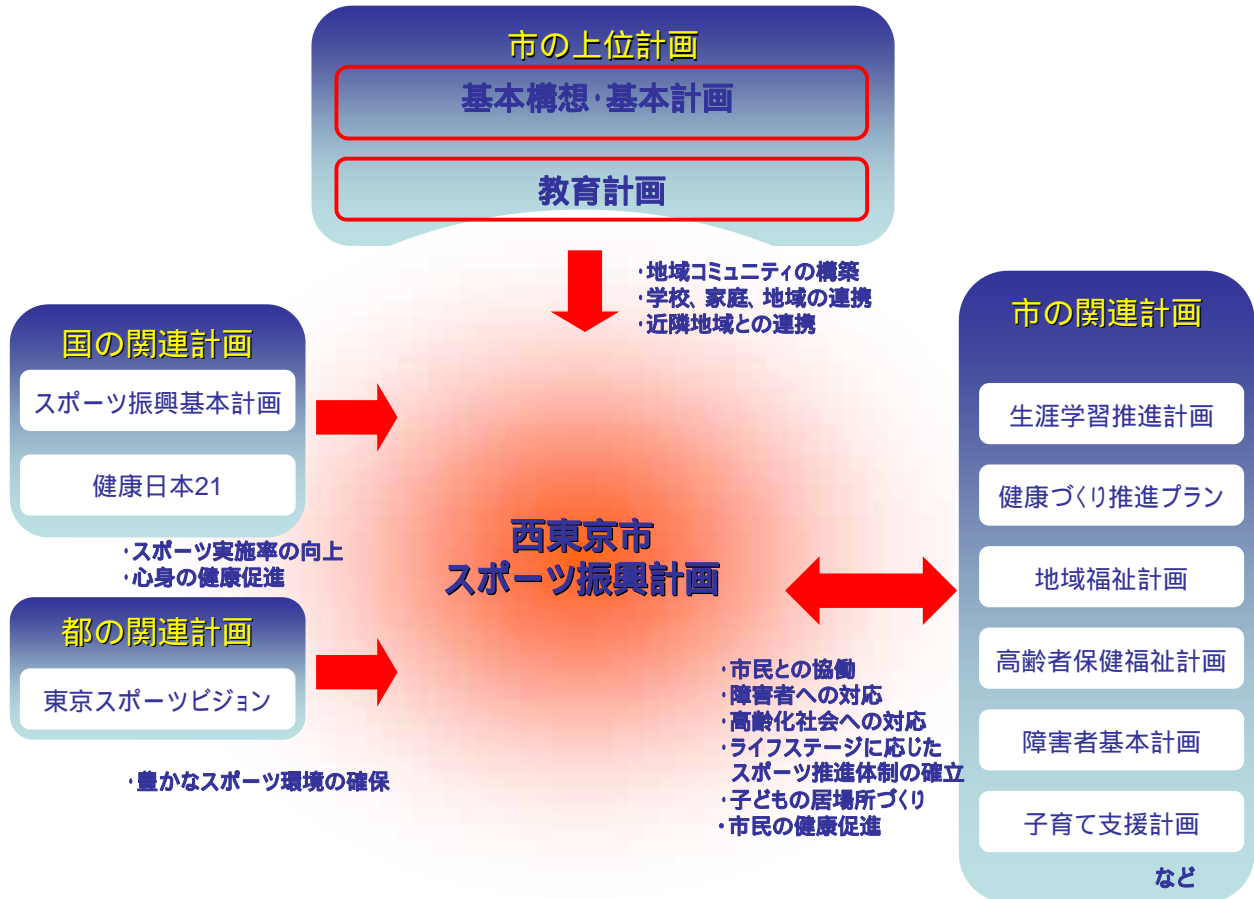 市の上位計画
基本構想・基本計画
教育計画
・地域コミュニティの構築
・学校、家庭、地域の連携
・近隣地域との連携
国の関連計画
スポーツ振興基本計画
健康日本21
・スポーツ実施率の向上
・心身の健康促進
都の関連計画
東京スポーツビジョン
・豊かなスポーツ環境の確保
西東京市
スポーツ振興計画
・市民との協働
・障害者への対応
・高齢化社会への対応
・ライフステージに応じた
スポーツ推進体制の確立
・子どもの居場所づくり
・市民の健康促進
市の関連計画
生涯学習推進計画
健康づくり推進プラン
地域福祉計画
高齢者保健福祉計画
障害者基本計画
子育て支援計画
など